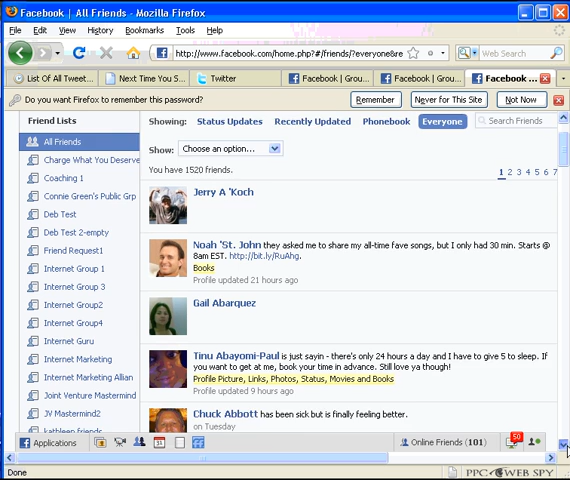 Facebook | All Friends - Mozilla Firefox
File Edit View History Bookmarks Tools Help
http://www.facebook.com/home.php?#/friends/?everyone&re
Web Search
List Of All Tweet...
Next Time You S...
Twitter
Facebook | Grou...
Facebook | Grou...
Facebook ...
Do you want Firefox to remember this password?
Remember
Never for This Site
Not Now
Friend Lists
All Friends
Charge What You Deserve
Coaching 1
Connie Green's Public Grp
Deb Test
Deb Test 2-empty
Friend Request1
Internet Group 1
Internet Group 3
Internet Group2
Internet Group4
Internet Guru
Internet Marketing
Internet Marketing Allian
Joint Venture Mastermind
JV Mastermind2
kathleen friends
Showing: Status Updates Recently Updated Phonebook Everyone
Search Friends
Show: Choose an option...
You have 1520 friends.
1 2 3 4 5 6 7
Jerry A 'Koch
Noah 'St. John they asked me to share my all-time fave songs, but I only had 30 min. Starts @
8am EST. http://bit.ly/RuAhg.
Books
Profile updated 21 hours ago
Gail Abarquez
Tinu Abayomi-Paul is just sayin - there's only 24 hours a day and I have to give 5 to sleep. If
you want to get at me, book your time in advance. Still love ya though!
Profile Picture, Links, Photos, Status, Movies and Books
Profile updated 9 hours ago
Chuck Abbott has been sick but is finally feeling better.
on Tuesday
Applications
31
Online Friends (101)
50
Done
PPC WEB SPY